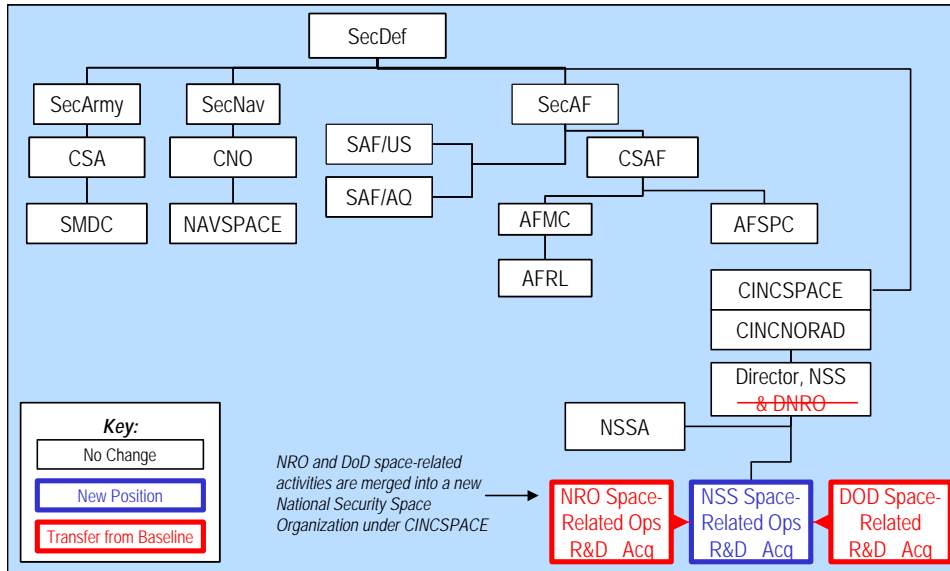 SecDef
SecArmy
SecNav
SecAF
CSA
CNO
SAF/US
CSAF
SAF/AQ
SMDC
NAVSPACE
AFMC
AFSPC
AFRL
CINCSPACE
CINCNORAD
Director, NSS
& DNRO
NSSA
Key:
No Change
New Position
Transfer from Baseline
NRO and DoD space-related
activities are merged into a new
National Security Space
Organization under CINCSPACE
NRO Space-
Related Ops
R&D Acq
NSS Space-
Related Ops
R&D Acq
DOD Space-
Related
R&D Acq